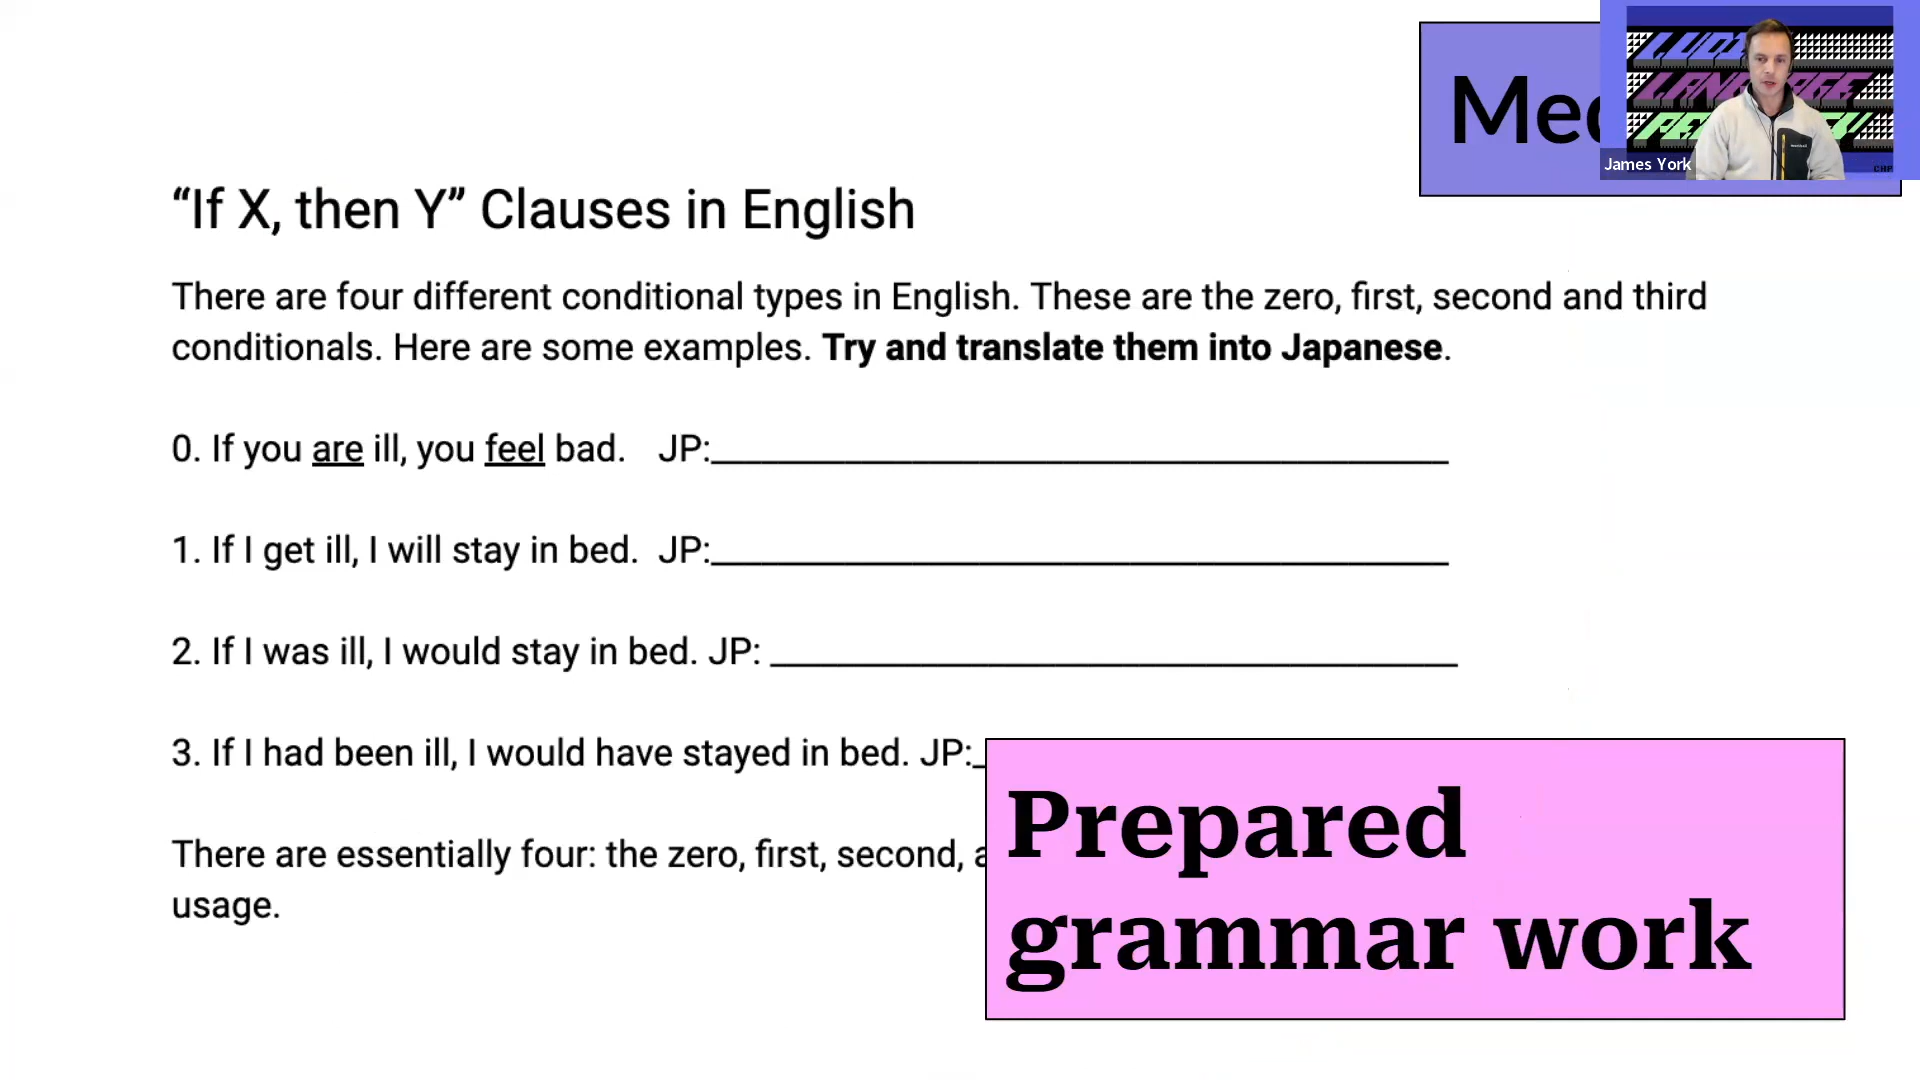 “If X, then Y” Clauses in English
There are four different conditional types in English. These are the zero, first, second and third
conditionals. Here are some examples. Try and translate them into Japanese.
0. If you are ill, you feel bad. JP:
1. If I get ill, I will stay in bed. JP:
2. If I was ill, I would stay in bed. JP:
3. If I had been ill, I would have stayed in bed. JP:
There are essentially four: the zero, first, second,
usage.
Prepared
grammar work
James York